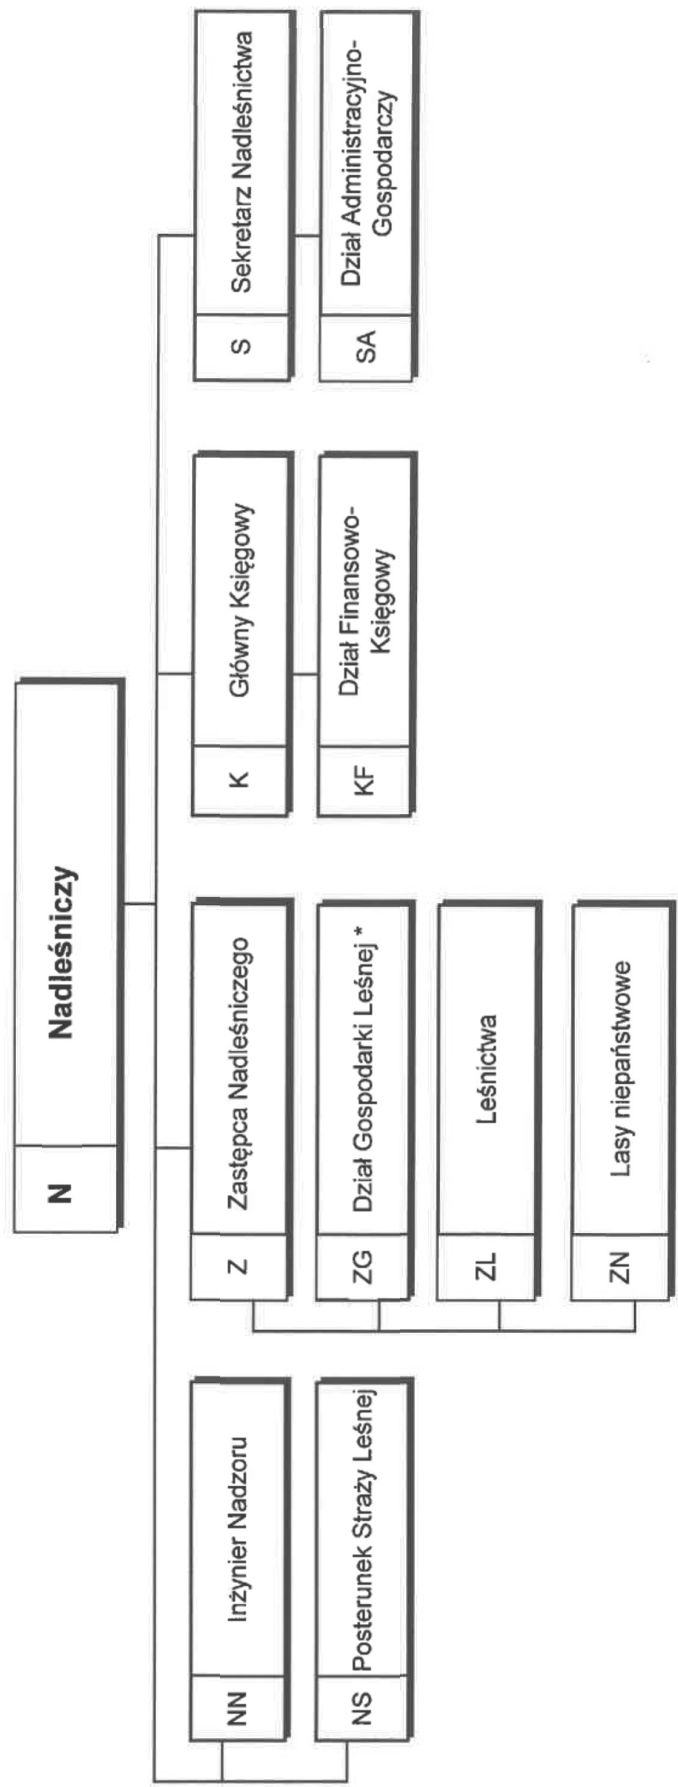 N Nadleśniczy
NN Inżynier Nadzoru
NS Posterunek Straży Leśnej
Z Zastępca Nadleśniczego
ZG Dział Gospodarki Leśnej *
ZL Leśnictwa
ZN Lasy niepaństwowe
K Główny Księgowy
KF Dział Finansowo-
Księgowy
S Sekretarz Nadleśnictwa
SA Dział Administracyjno-
Gospodarczy